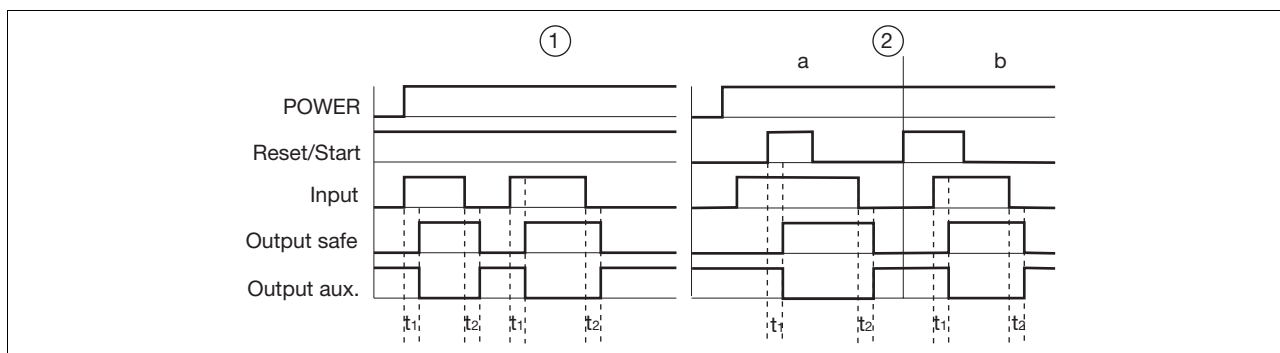 ① ②
a b
POWER
Reset/Start
Input
Output safe
Output aux.
t1 t2 t1 t2 t1 t2 t1 t2